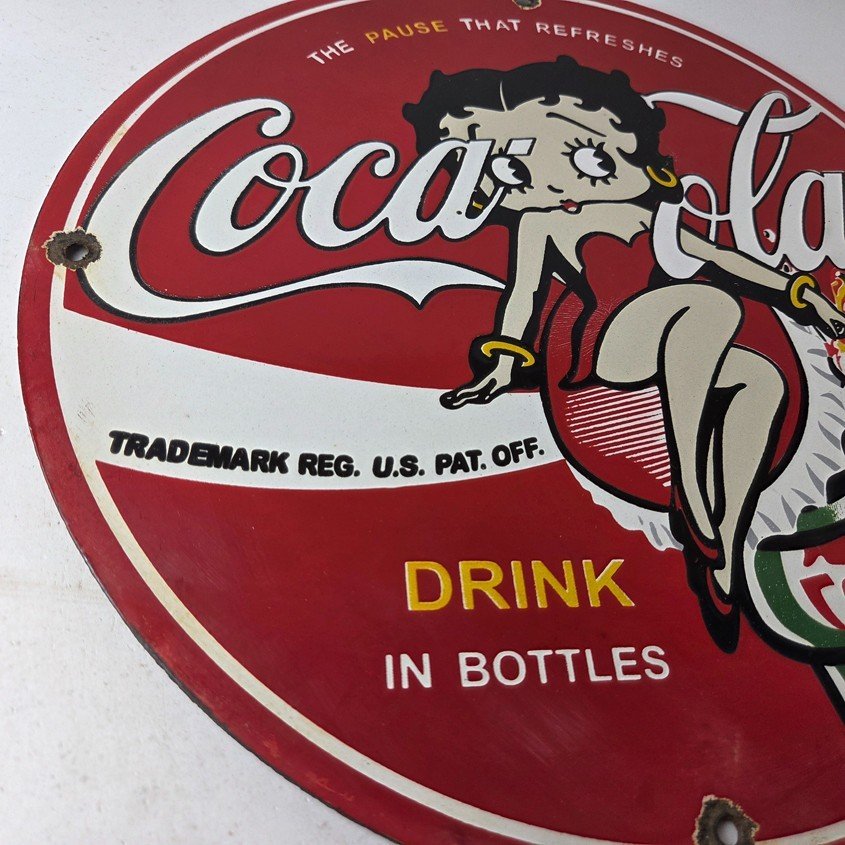 THE PAUSE THAT REFRESHES
Coca Cola
TRADEMARK REG. U.S. PAT. OFF.
DRINK
IN BOTTLES